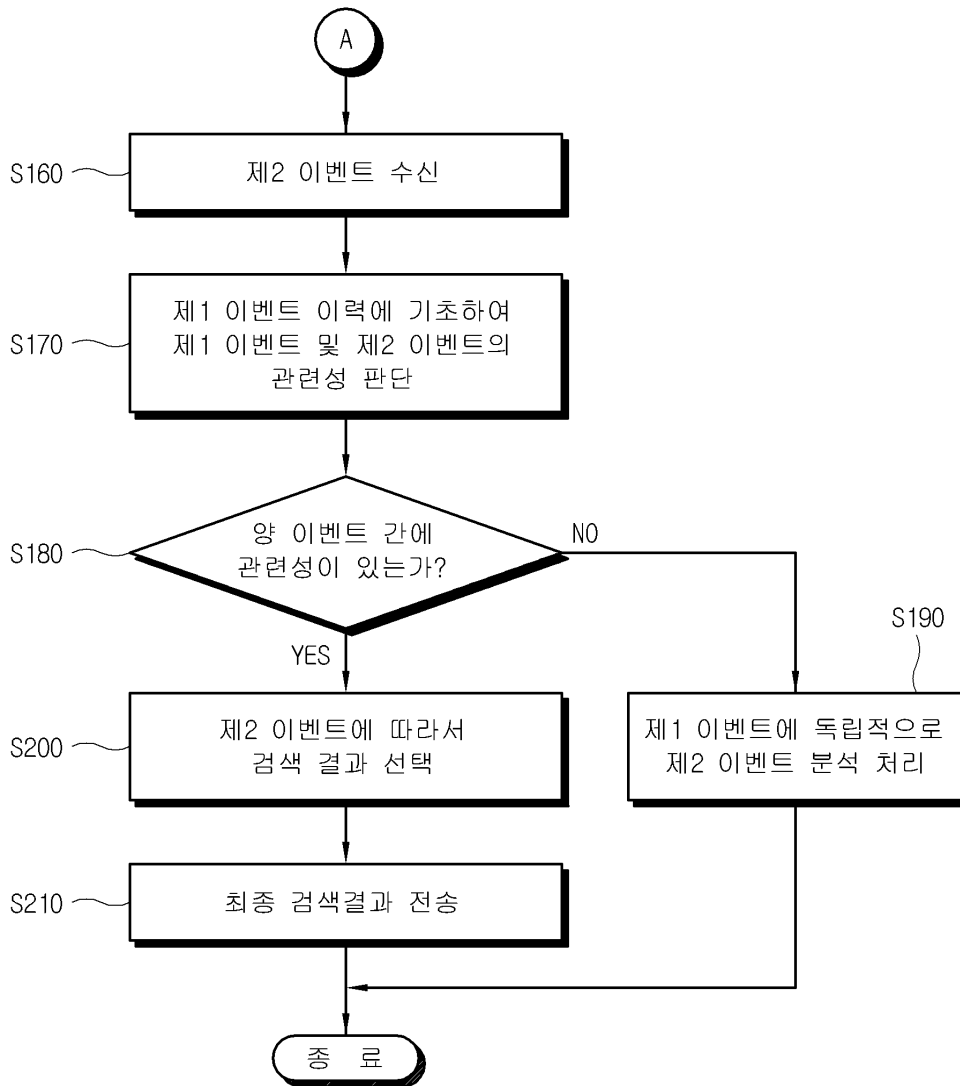 A
S160
제2 이벤트 수신
S170
제1 이벤트 이력에 기초하여
제1 이벤트 및 제2 이벤트의
관련성 판단
S180
양 이벤트 간에
관련성이 있는가?
NO
YES
S190
제1 이벤트에 독립적으로
제2 이벤트 분석 처리
S200
제2 이벤트에 따라서
검색 결과 선택
S210
최종 검색결과 전송
종 료